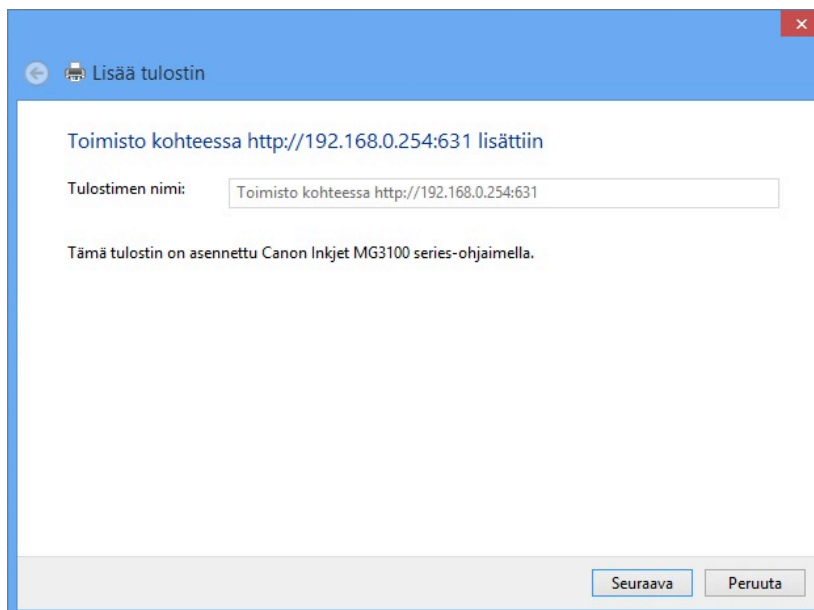 Lisää tulostin
Toimisto kohteessa http://192.168.0.254:631 lisättiin
Tulostimen nimi: Toimisto kohteessa http://192.168.0.254:631
Tämä tulostin on asennettu Canon Inkjet MG3100 series-ohjaimella.
Seuraava Peruuta